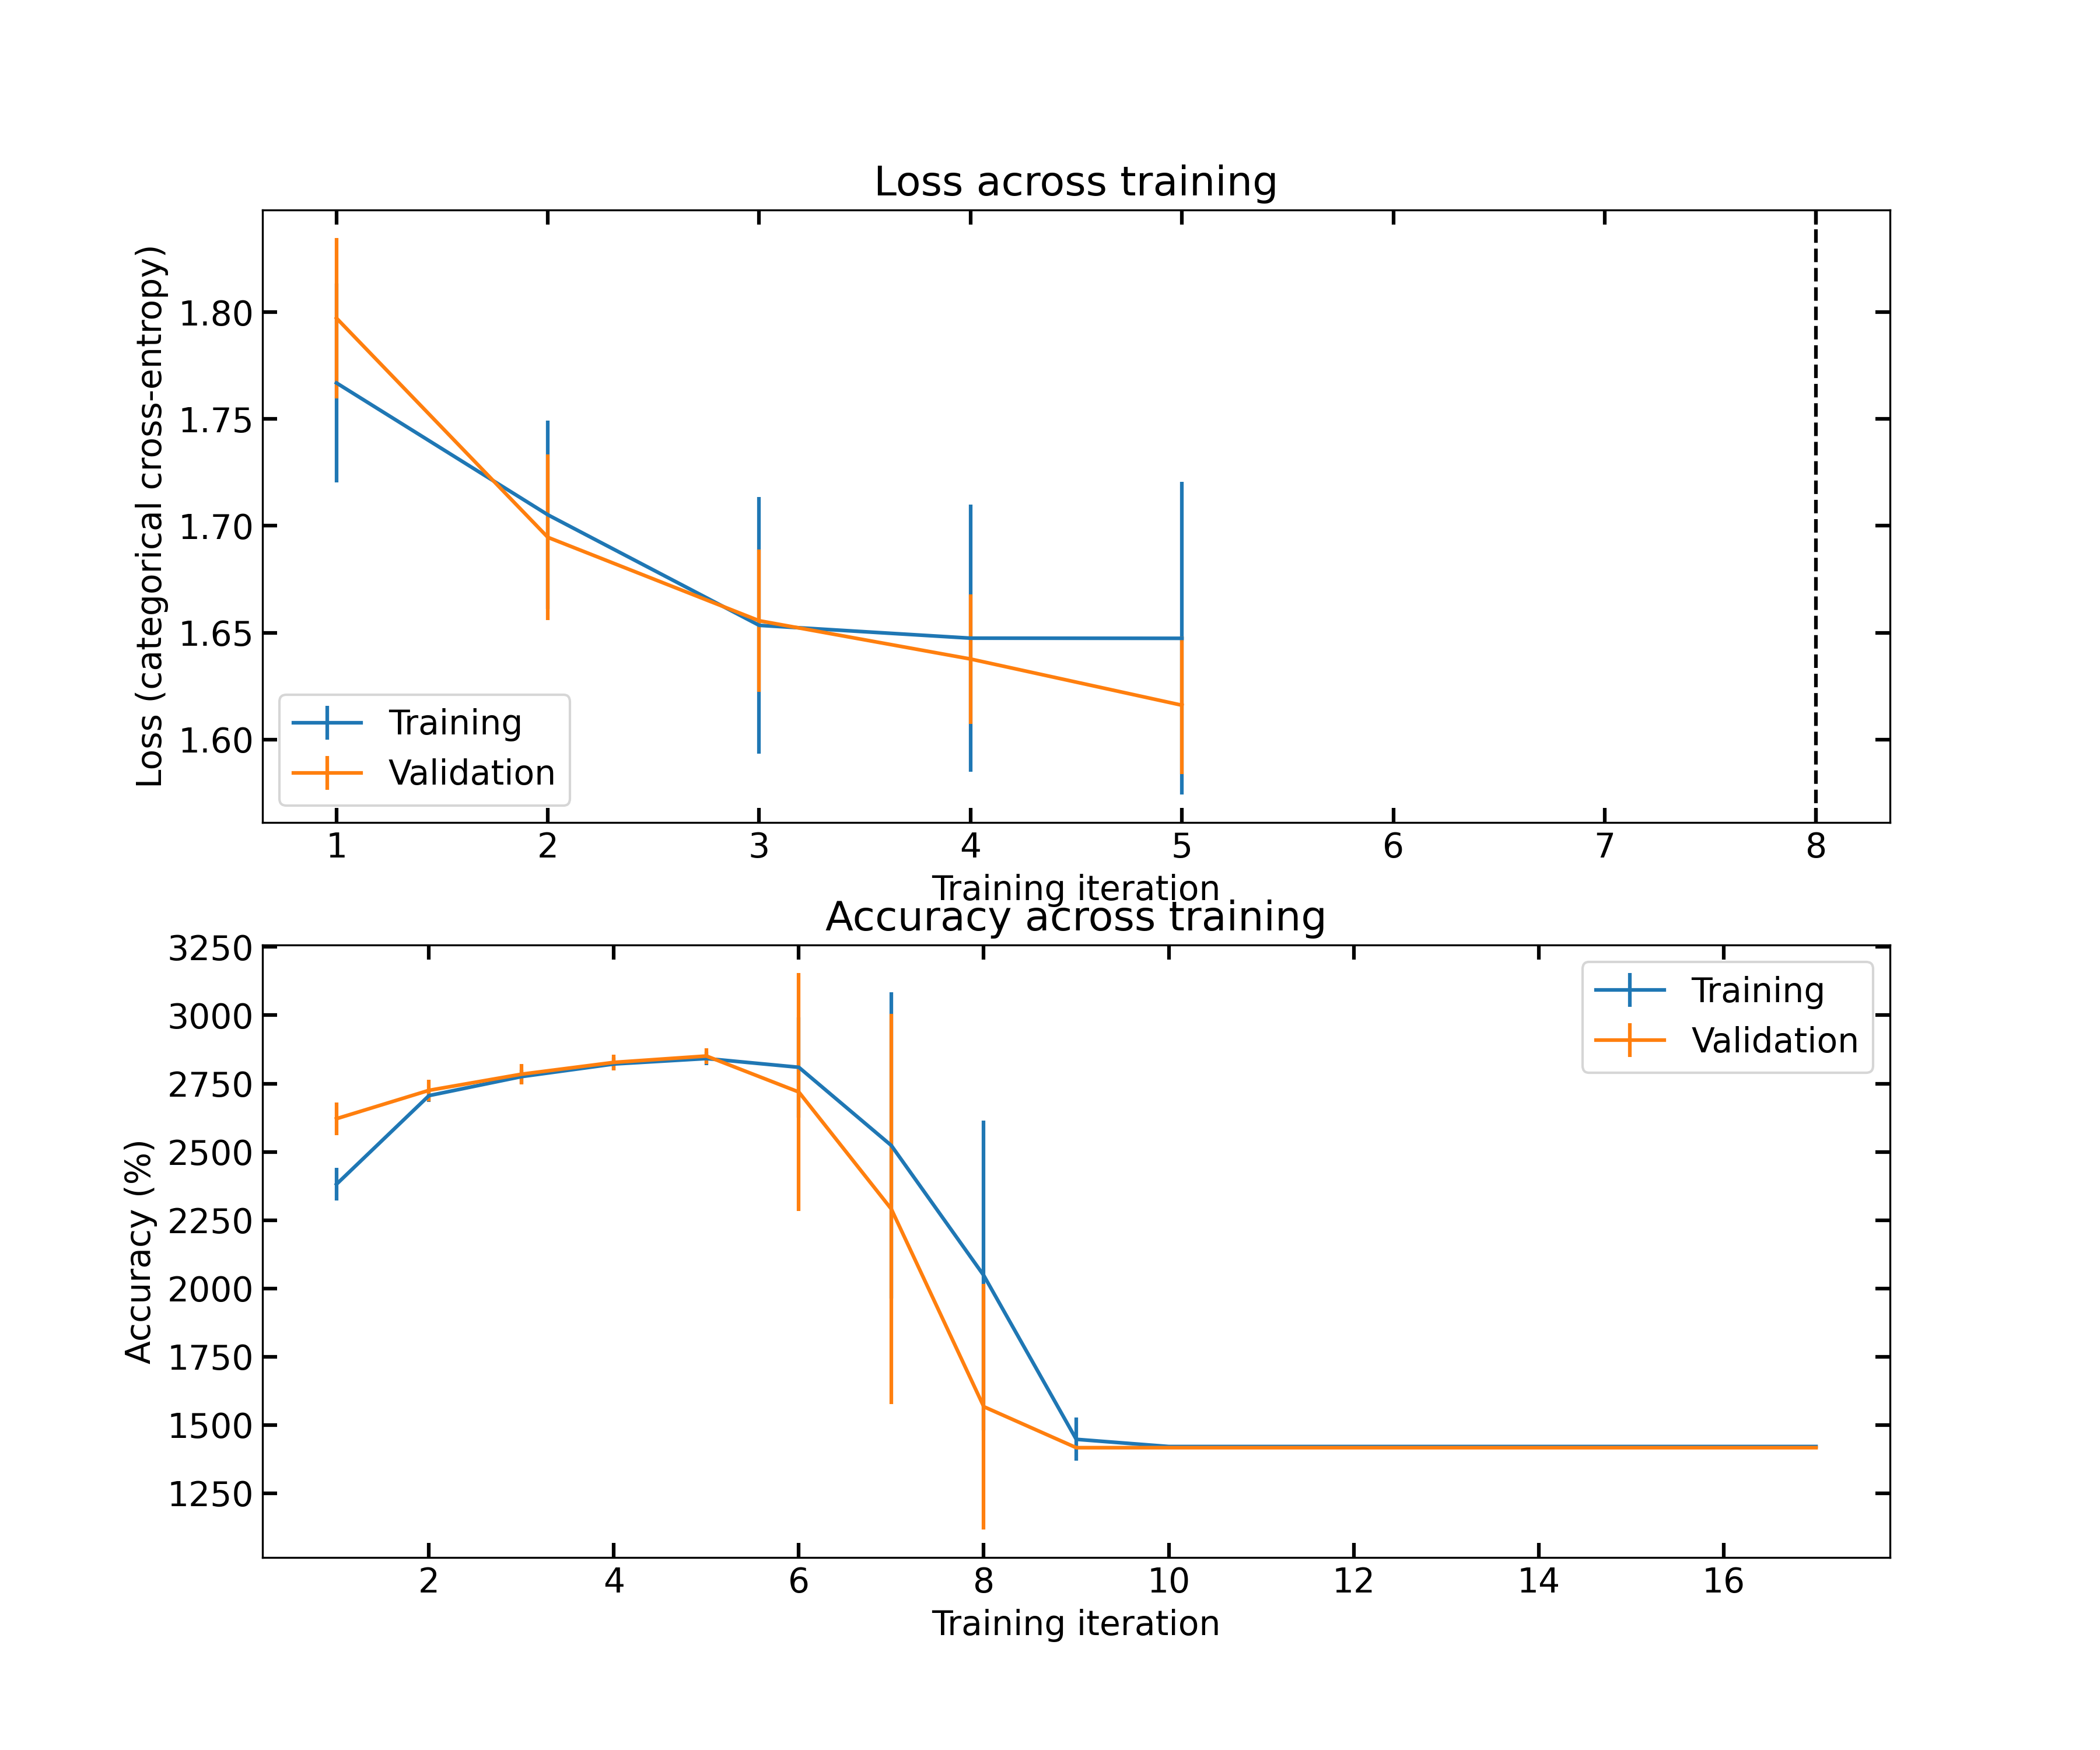 Loss across training
Loss (categorical cross-entropy)
1.80
1.75
1.70
1.65
1.60
Training
Validation
1 2 3 4 5 6 7 8
Training iteration
Accuracy across training
Accuracy (%)
3250
3000
2750
2500
2250
2000
1750
1500
1250
Training
Validation
2 4 6 8 10 12 14 16
Training iteration